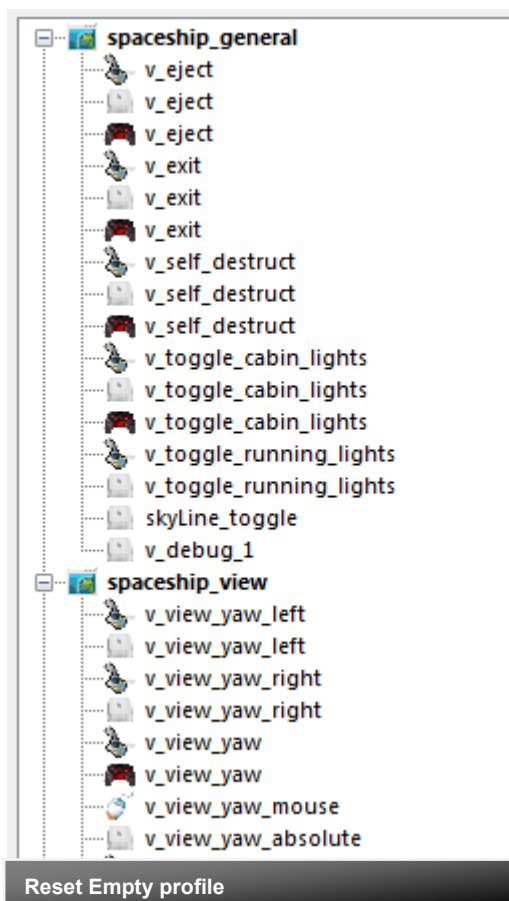 spaceship_general
v_eject
v_eject
v_eject
v_exit
v_exit
v_exit
v_self_destruct
v_self_destruct
v_self_destruct
v_toggle_cabin_lights
v_toggle_cabin_lights
v_toggle_cabin_lights
v_toggle_running_lights
v_toggle_running_lights
skyLine_toggle
v_debug_1
spaceship_view
v_view_yaw_left
v_view_yaw_left
v_view_yaw_right
v_view_yaw_right
v_view_yaw
v_view_yaw
v_view_yaw_mouse
v_view_yaw_absolute
Reset Empty profile